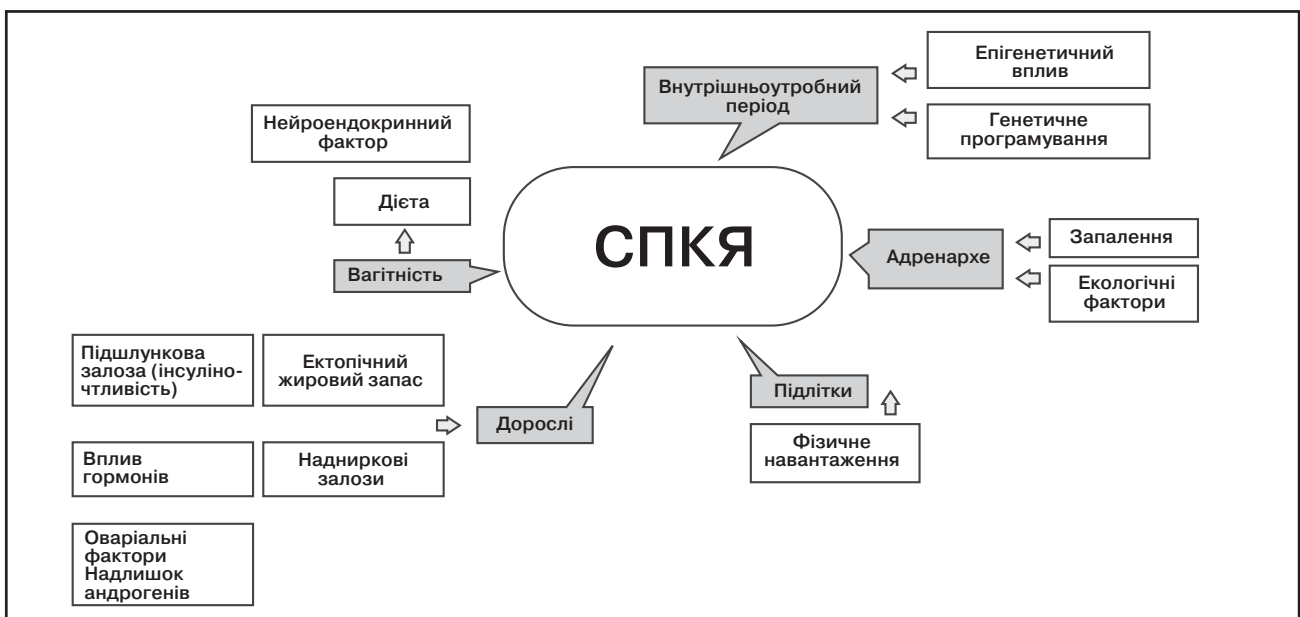 Епігенетичний
вплив
Внутрішньоутробний
період
Генетичне
програмування
Нейроендокринний
фактор
Дієта
Вагітність
СПКЯ
Адренархе
Запалення
Екологічні
фактори
Підшлункова
залоза (інсуліно-
чтливість)
Ектопічний
жировий запас
Дорослі
Підлітки
Фізичне
навантаження
Вплив
гормонів
Надниркові
залози
Оваріальні
фактори
Надлишок
андрогенів